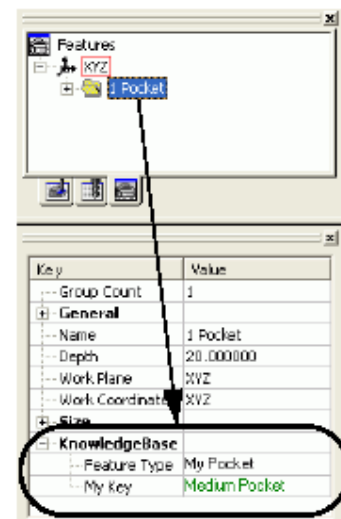 Features
XYZ
1 Pocket
Key Value
Group Count 1
General
Name 1 Pocket
Depth 20.000000
Work Plane XYZ
Work Coordinate XYZ
Size
KnowledgeBase
Feature Type My Pocket
My Key Medium Pocket